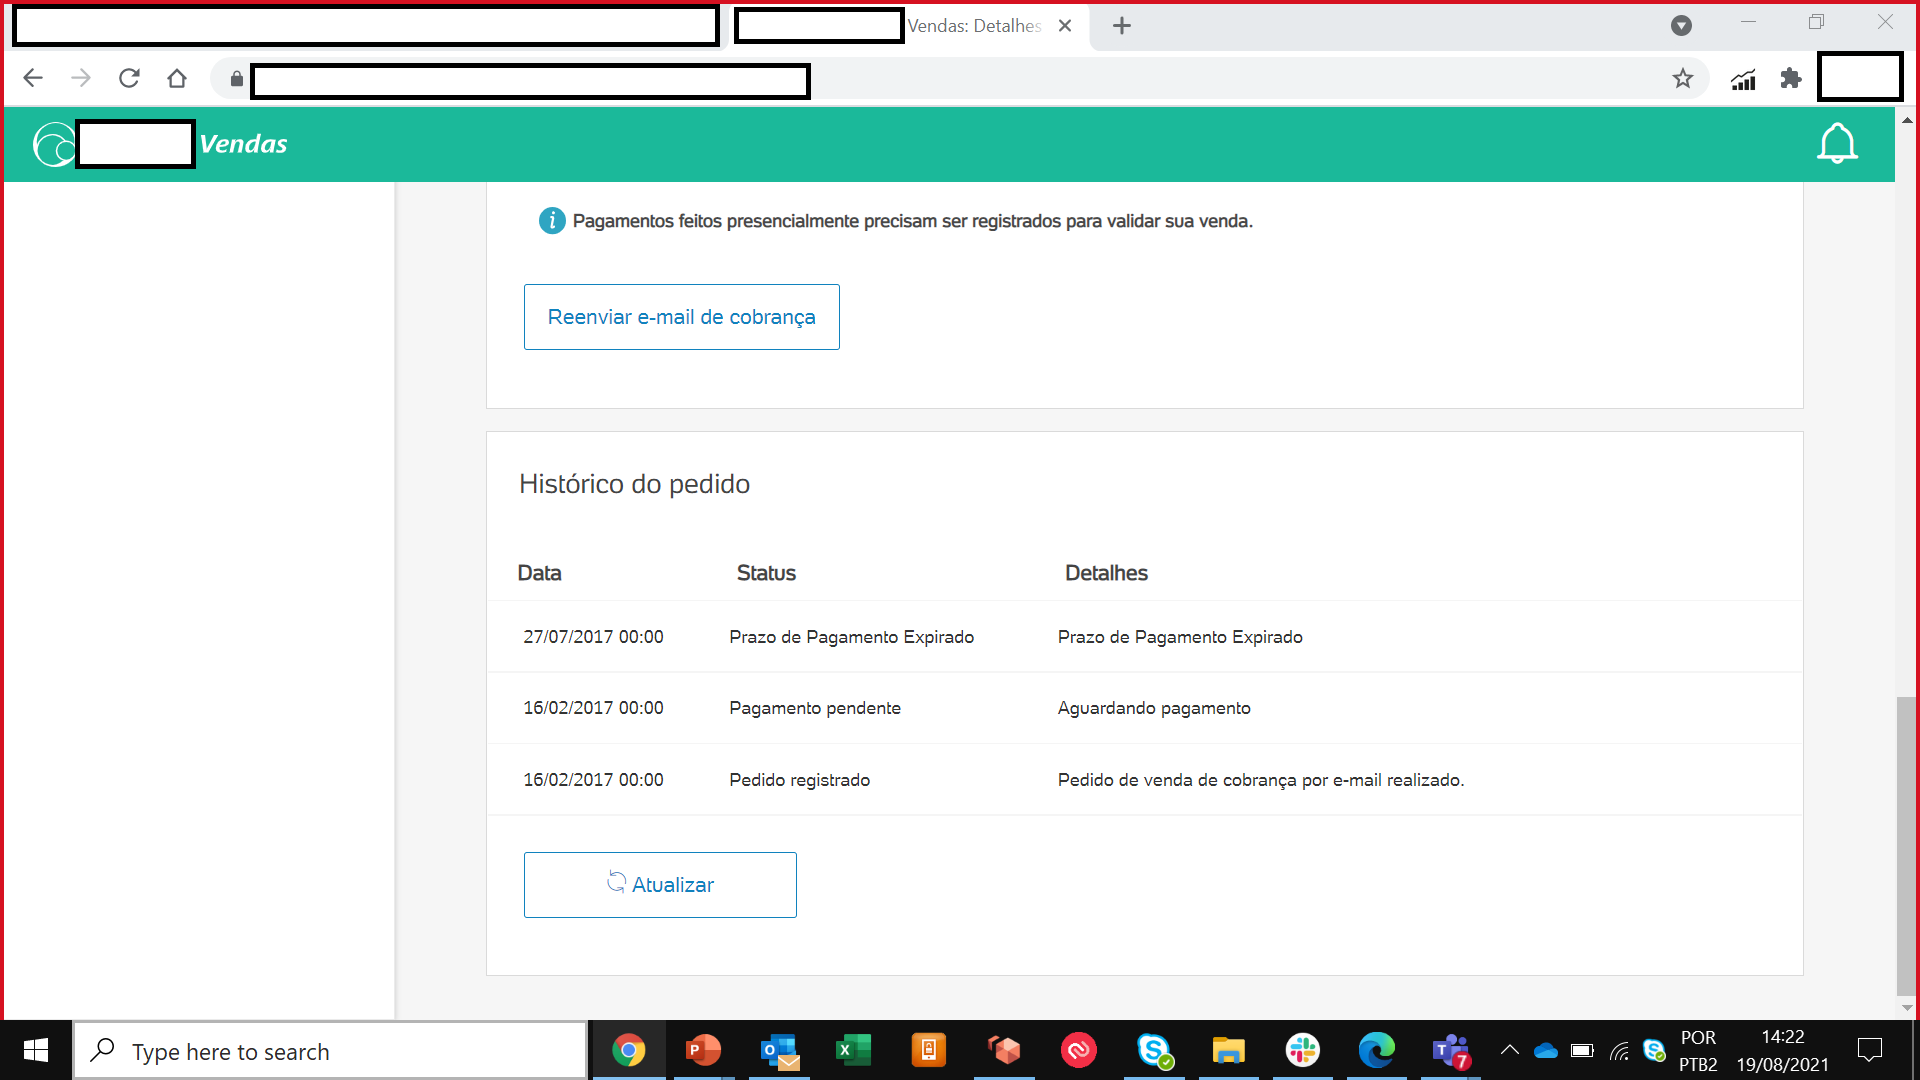 Vendas: Detalhes
Vendas
Pagamentos feitos presencialmente precisam ser registrados para validar sua venda.
Reenviar e-mail de cobrança
Histórico do pedido
Data Status Detalhes
27/07/2017 00:00 Prazo de Pagamento Expirado Prazo de Pagamento Expirado
16/02/2017 00:00 Pagamento pendente Aguardando pagamento
16/02/2017 00:00 Pedido registrado Pedido de venda de cobrança por e-mail realizado.
Atualizar
Type here to search
7
POR
PTB2
14:22
19/08/2021